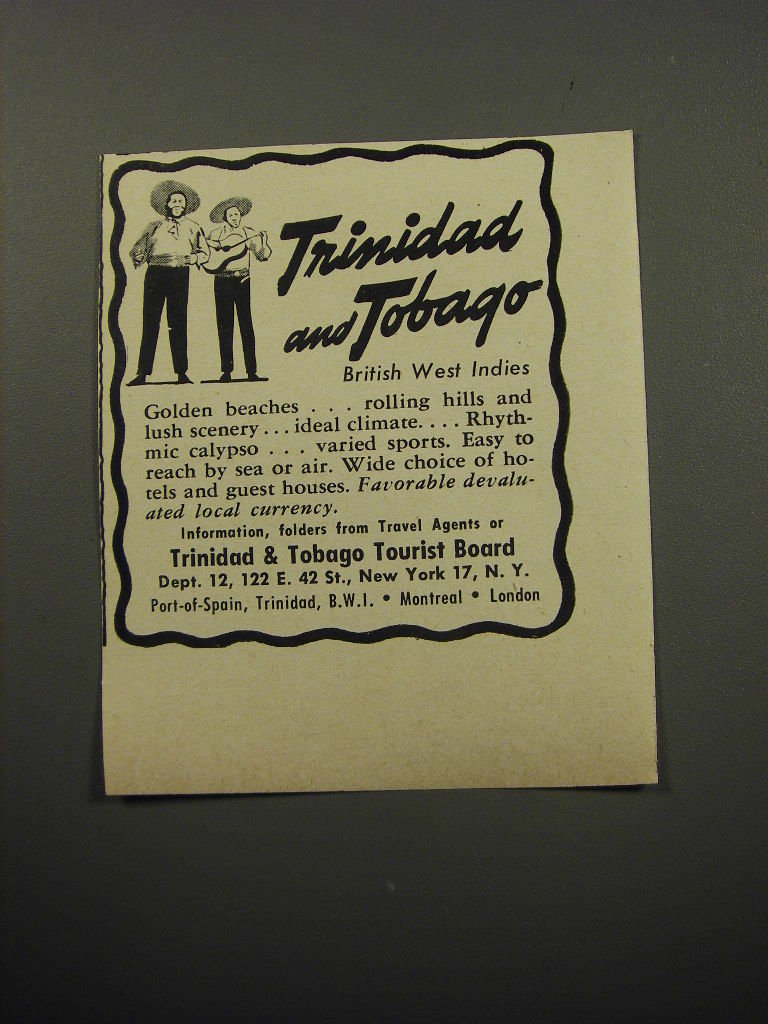 Trinidad
and Tobago
British West Indies
Golden beaches . . . rolling hills and
lush scenery . . . ideal climate. . . . Rhyth-
mic calypso . . . varied sports. Easy to
reach by sea or air. Wide choice of ho-
tels and guest houses. Favorable devalu-
ated local currency.
Information, folders from Travel Agents or
Trinidad & Tobago Tourist Board
Dept. 12, 122 E. 42 St., New York 17, N. Y.
Port-of-Spain, Trinidad, B.W.I. • Montreal • London